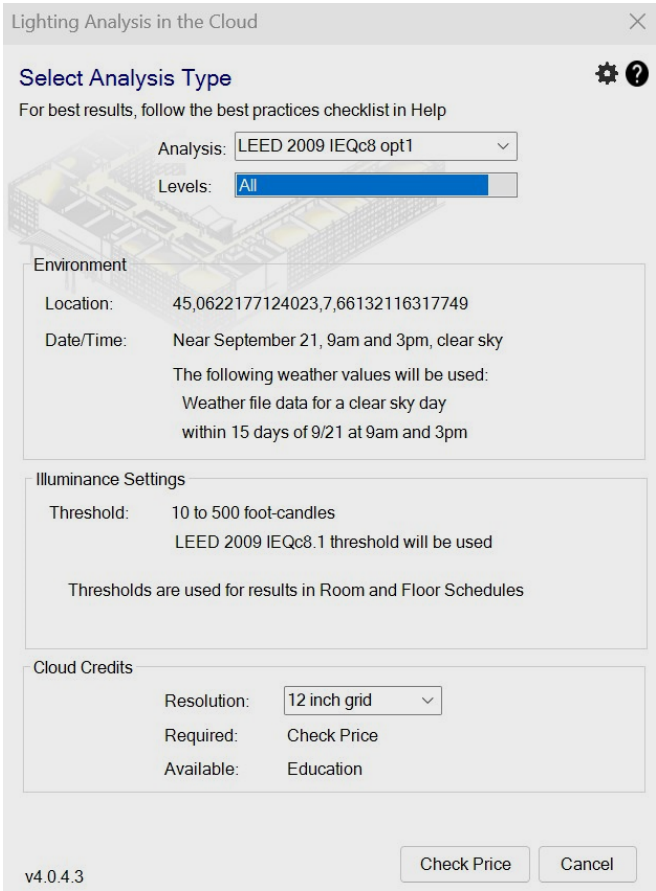 Lighting Analysis in the Cloud
Select Analysis Type
For best results, follow the best practices checklist in Help
Analysis: LEED 2009 IEQc8 opt1
Levels: All
Environment
Location: 45,0622177124023,7,66132116317749
Date/Time: Near September 21, 9am and 3pm, clear sky
The following weather values will be used:
Weather file data for a clear sky day
within 15 days of 9/21 at 9am and 3pm
Illuminance Settings
Threshold: 10 to 500 foot-candles
LEED 2009 IEQc8.1 threshold will be used
Thresholds are used for results in Room and Floor Schedules
Cloud Credits
Resolution: 12 inch grid
Required: Check Price
Available: Education
v4.0.4.3
Check Price
Cancel